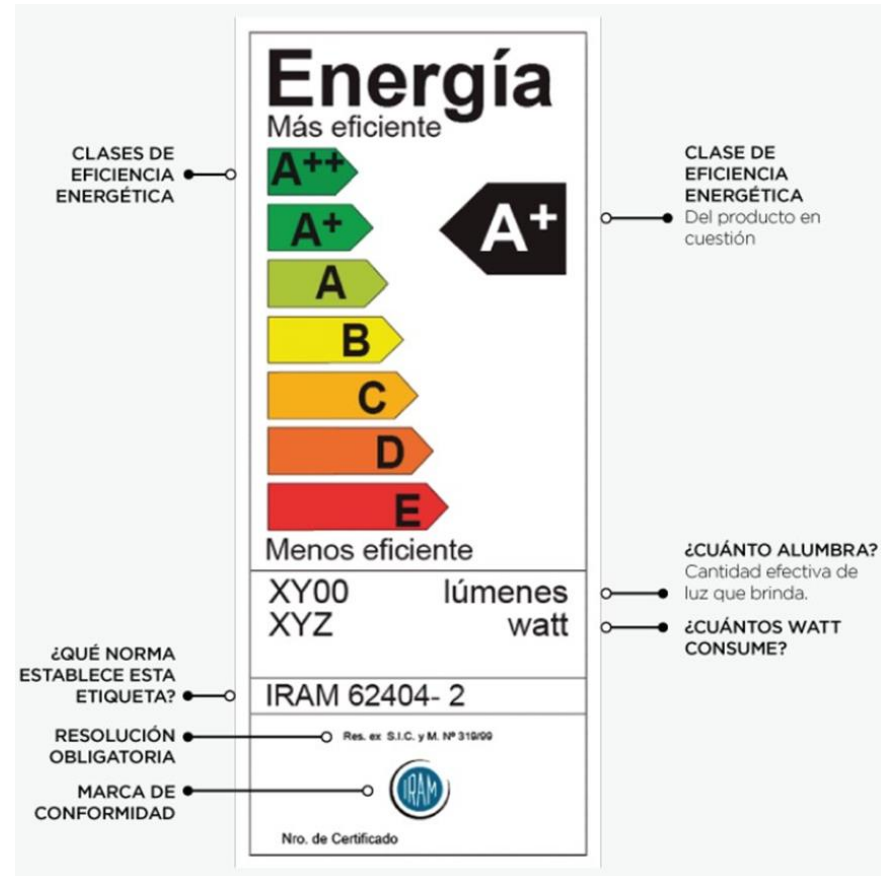 Energía
Más eficiente
CLASES DE
EFICIENCIA
ENERGÉTICA
A++
A+
A
B
C
D
E
A+
CLASE DE
EFICIENCIA
ENERGÉTICA
Del producto en
cuestión
Menos eficiente
XY00 lúmenes
XYZ watt
¿CUÁNTO ALUMBRA?
Cantidad efectiva de
luz que brinda.
¿CUÁNTOS WATT
CONSUME?
¿QUÉ NORMA
ESTABLECE ESTA
ETIQUETA?
IRAM 62404- 2
RESOLUCIÓN
OBLIGATORIA
Res. ex S.I.C. y M. Nº 319/99
MARCA DE
CONFORMIDAD
IRAM
Nro. de Certificado